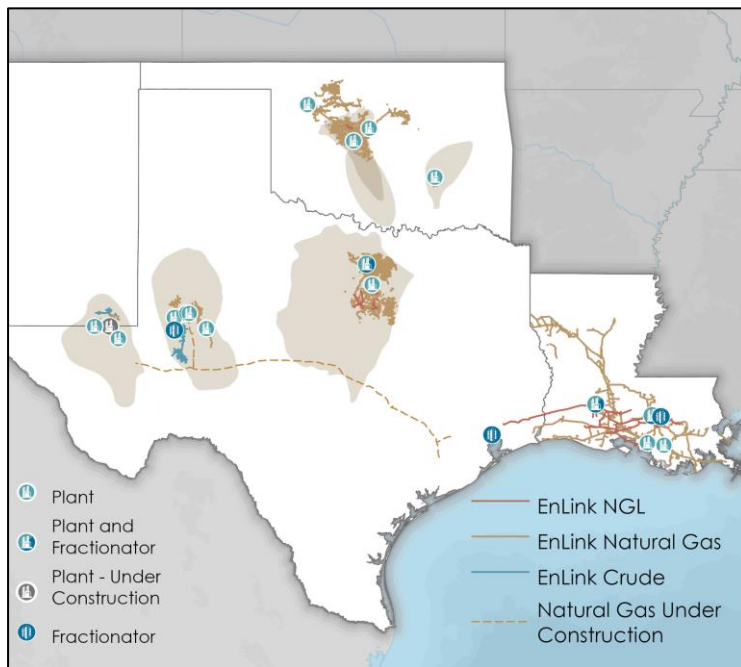 Plant
Plant and
Fractionator
Plant - Under
Construction
Fractionator
EnLink NGL
EnLink Natural Gas
EnLink Crude
Natural Gas Under
Construction